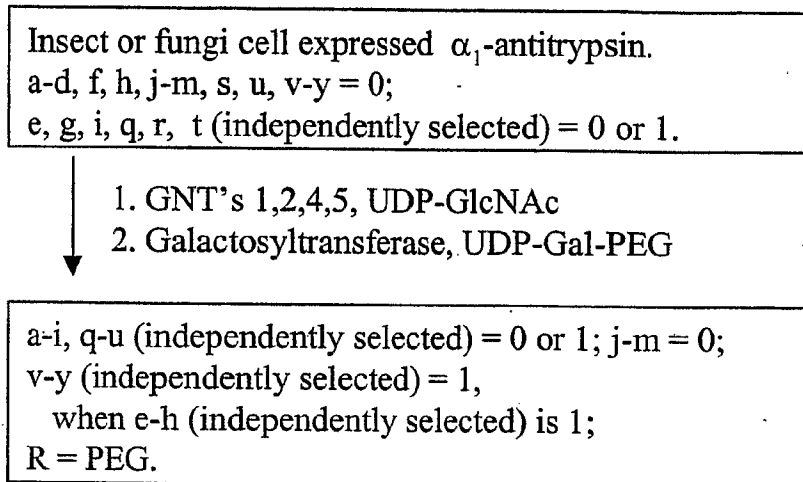 Insect or fungi cell expressed α₁-antitrypsin.
a-d, f, h, j-m, s, u, v-y = 0;
e, g, i, q, r, t (independently selected) = 0 or 1.
1. GNT's 1,2,4,5, UDP-GlcNAc
2. Galactosyltransferase, UDP-Gal-PEG
a-i, q-u (independently selected) = 0 or 1; j-m = 0;
v-y (independently selected) = 1,
when e-h (independently selected) is 1;
R = PEG.